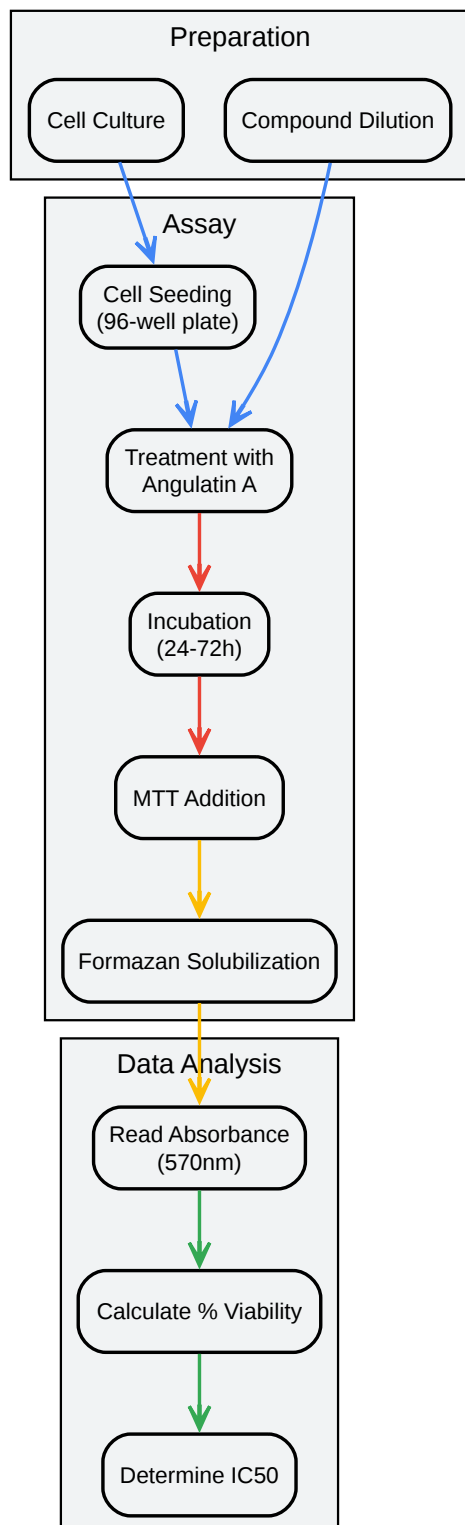 Preparation
Cell Culture
Compound Dilution
Assay
Cell Seeding
(96-well plate)
Treatment with
Angulatin A
Incubation
(24-72h)
MTT Addition
Formazan Solubilization
Data Analysis
Read Absorbance
(570nm)
Calculate % Viability
Determine IC50